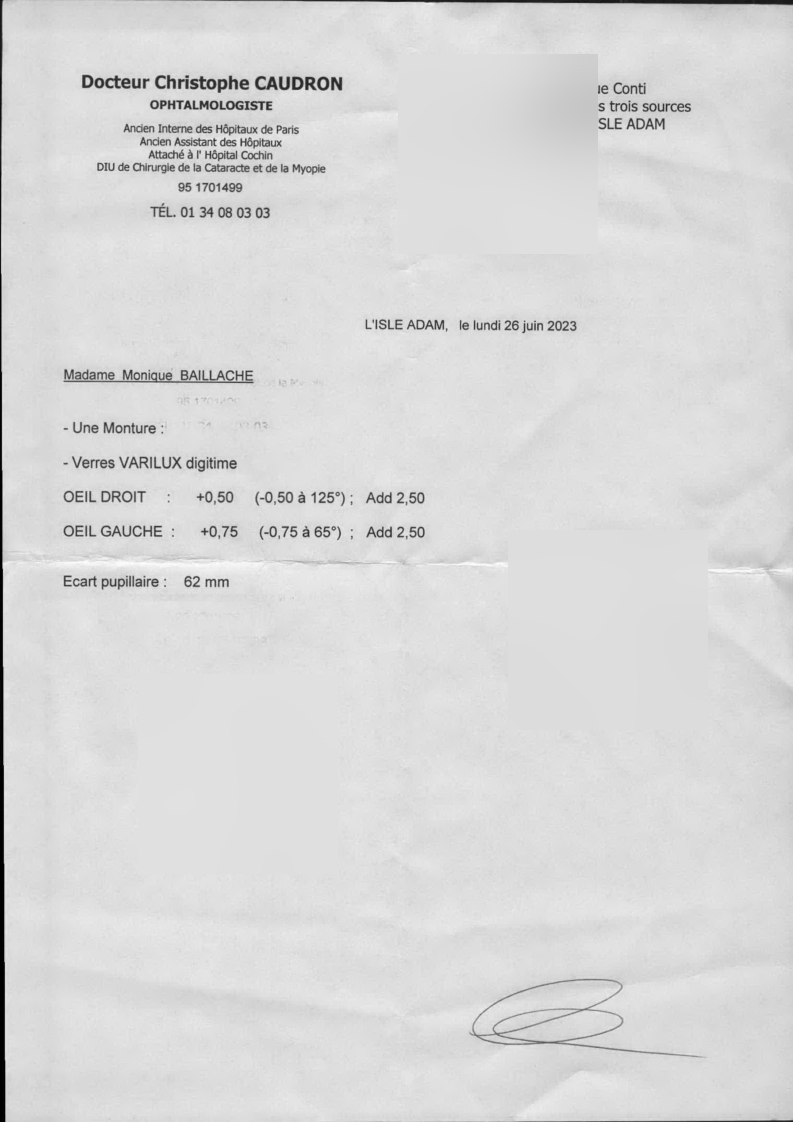 Docteur Christophe CAUDRON
OPHTALMOLOGISTE
Ancien Interne des Hôpitaux de Paris
Ancien Assistant des Hôpitaux
Attaché à l' Hôpital Cochin
DIU de Chirurgie de la Cataracte et de la Myopie
95 1701499
TÉL. 01 34 08 03 03
Conti
trois sources
ISLE ADAM
L'ISLE ADAM, le lundi 26 juin 2023
Madame Monique BAILLACHE
- Une Monture :
- Verres VARILUX digitime
OEIL DROIT : +0,50 (-0,50 à 125°) ; Add 2,50
OEIL GAUCHE : +0,75 (-0,75 à 65°) ; Add 2,50
Ecart pupillaire : 62 mm